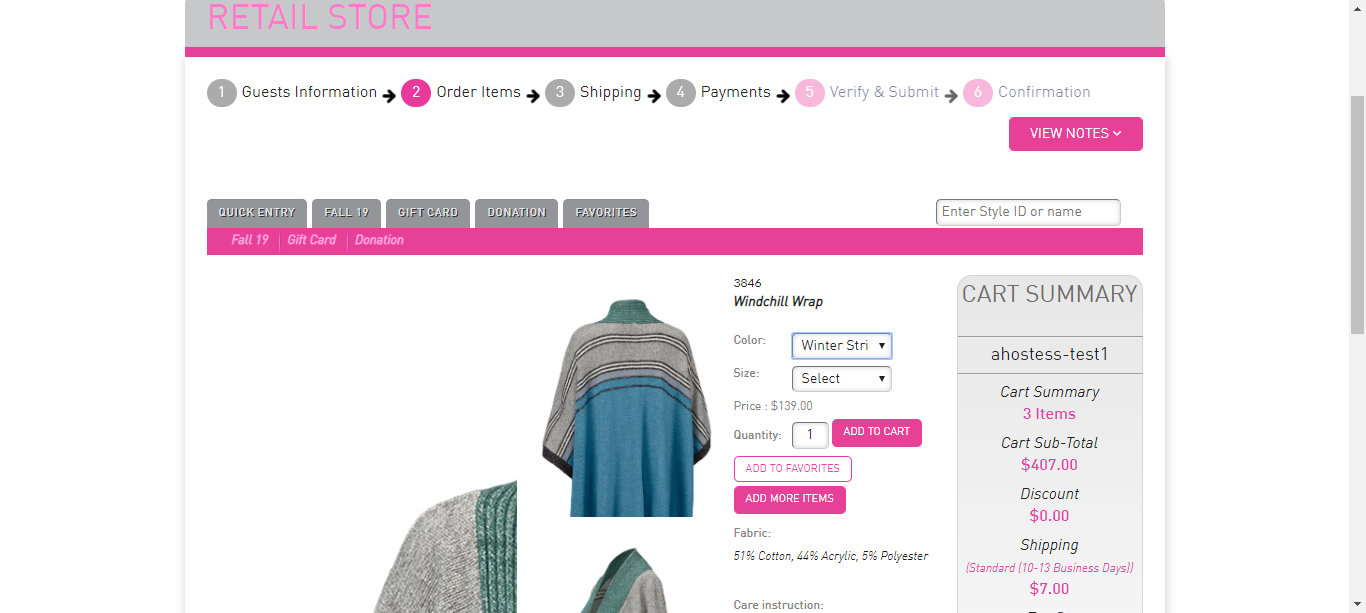 RETAIL STORE
1 Guests Information 2 Order Items 3 Shipping 4 Payments 5 Verify & Submit 6 Confirmation
VIEW NOTES
QUICK ENTRY FALL 19 GIFT CARD DONATION FAVORITES
Enter Style ID or name
Fall 19 Gift Card Donation
3846
Windchill Wrap
Color: Winter Stri
Size: Select
Price : $139.00
Quantity: 1 ADD TO CART
ADD TO FAVORITES
ADD MORE ITEMS
Fabric:
51% Cotton, 44% Acrylic, 5% Polyester
Care instruction:
CART SUMMARY
ahostess-test1
Cart Summary
3 Items
Cart Sub-Total
$407.00
Discount
$0.00
Shipping
(Standard (10-13 Business Days))
$7.00